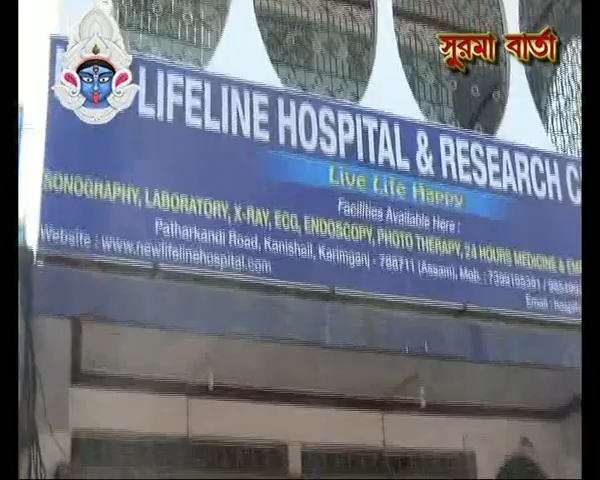 সুরমা বার্তা
LIFELINE HOSPITAL & RESEARCH C
Live Life Happy
Facilities Available Here :
SONOGRAPHY, LABORATORY, X-RAY, ECG, ENDOSCOPY, PHOTO THERAPY, 24 HOURS MEDICINE & EM
Patharkandi Road, Kanishail, Karimganj - 788711 (Assam), Mob. :
Website : www.newlifelinehospital.com
Email :